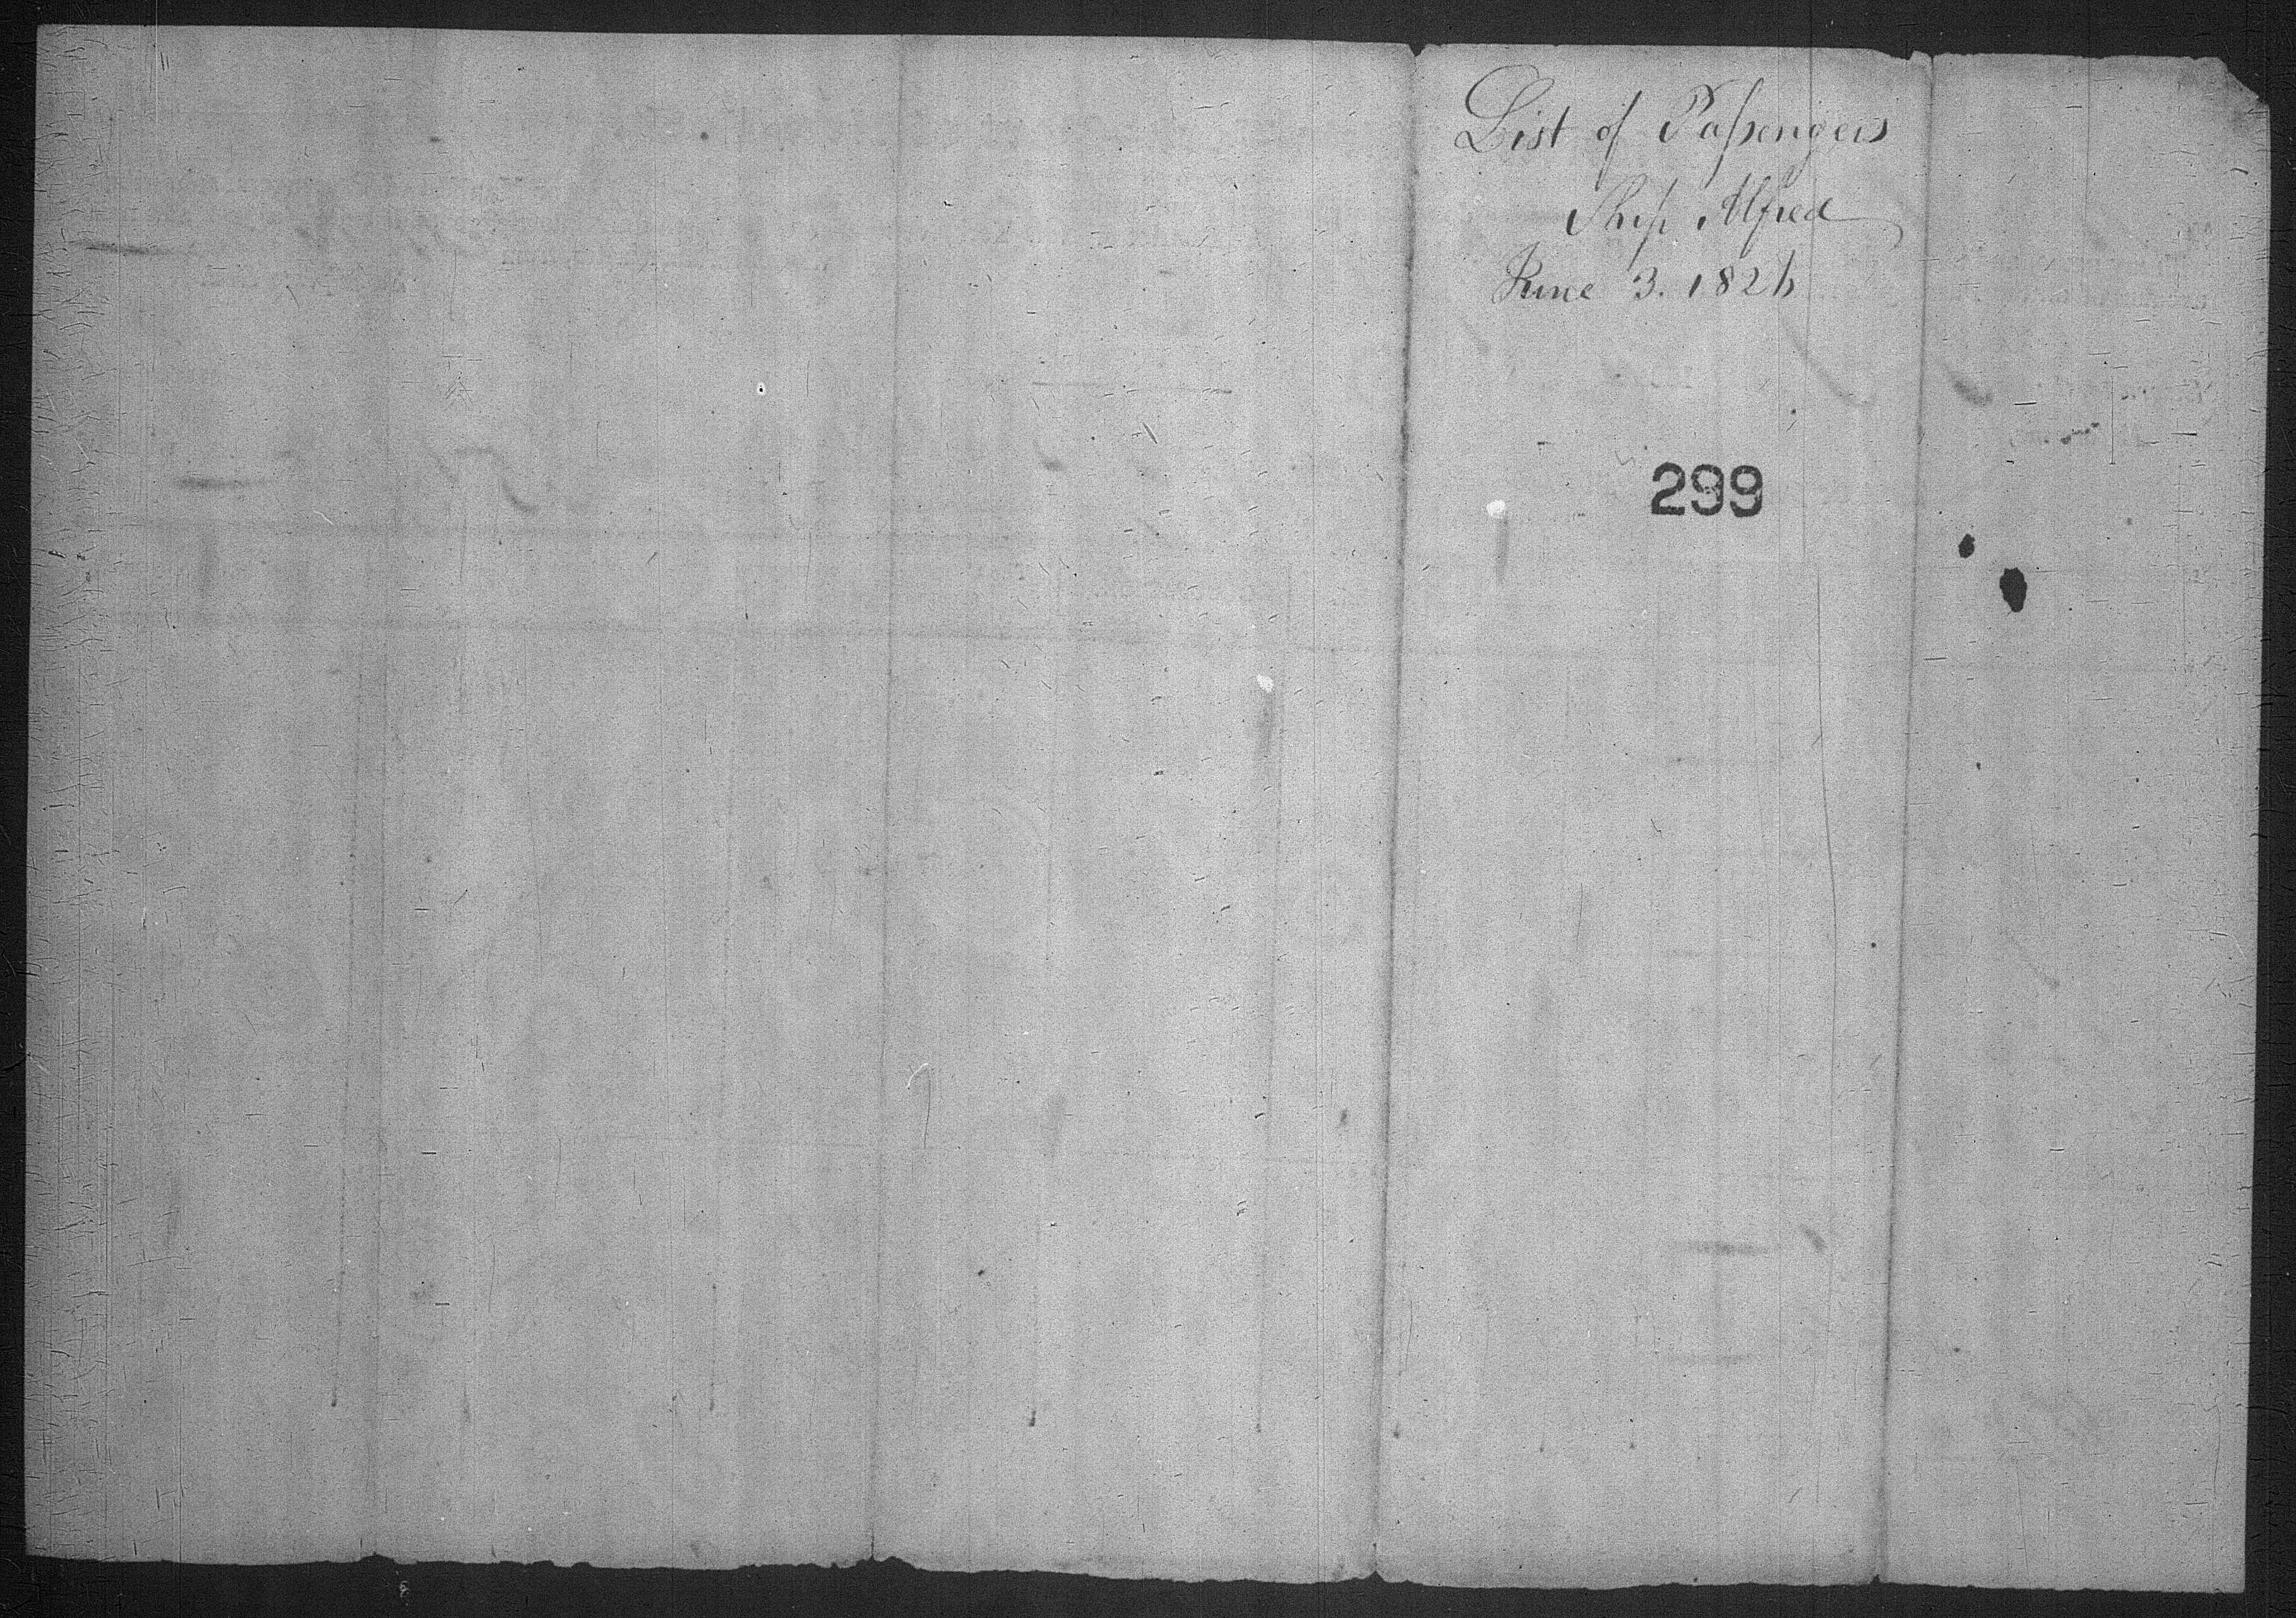 List of Passengers
Ship Alfred
June 3. 1826
299